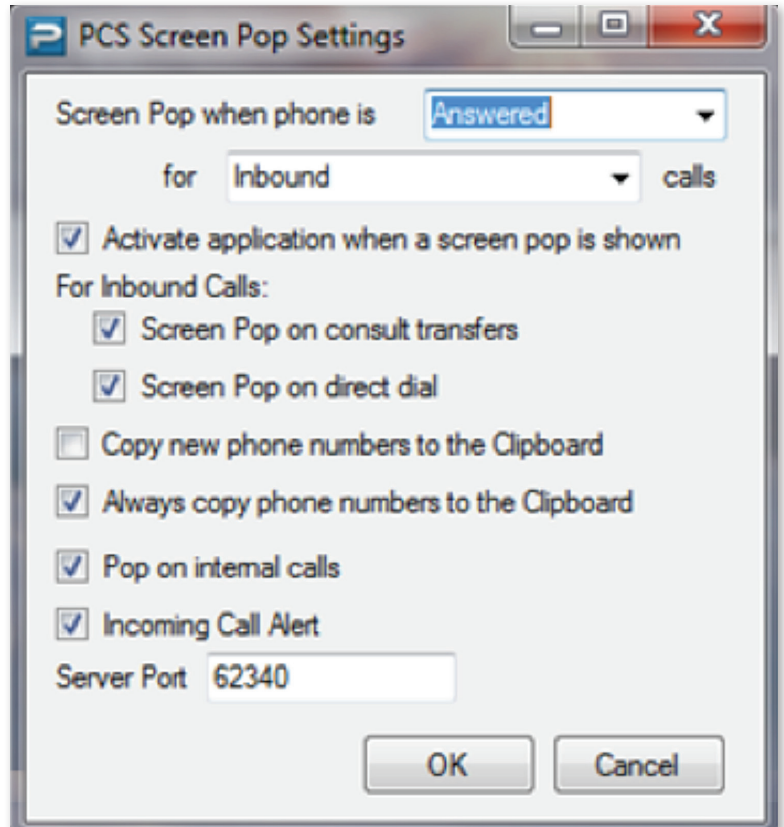 PCS Screen Pop Settings
Screen Pop when phone is Answered
for Inbound calls
Activate application when a screen pop is shown
For Inbound Calls:
Screen Pop on consult transfers
Screen Pop on direct dial
Copy new phone numbers to the Clipboard
Always copy phone numbers to the Clipboard
Pop on internal calls
Incoming Call Alert
Server Port 62340
OK Cancel